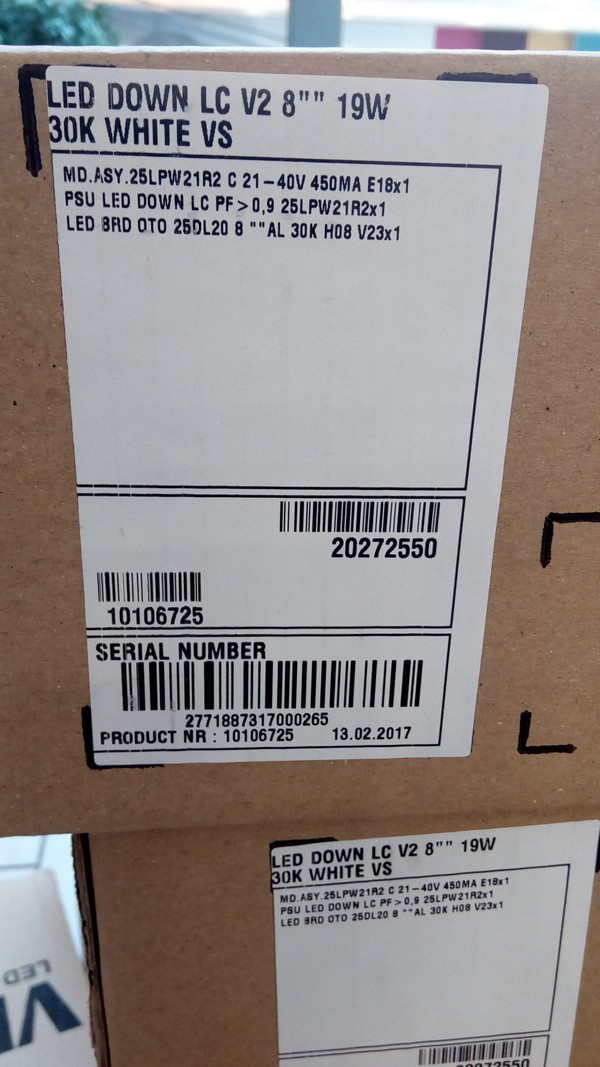 LED DOWN LC V2 8"" 19W
30K WHITE VS
MD.ASY.25LPW21R2 C 21-40V 450MA E18x1
PSU LED DOWN LC PF>0,9 25LPW21R2x1
LED BRD OTO 25DL20 8 ""AL 30K H08 V23x1
20272550
10106725
SERIAL NUMBER
2771887317000265
PRODUCT NR : 10106725 13.02.2017
LED DOWN LC V2 8"" 19W
30K WHITE VS
MD.ASY.25LPW21R2 C 21-40V 450MA E18x1
PSU LED DOWN LC PF>0,9 25LPW21R2x1
LED BRD OTO 25DL20 8 ""AL 30K H08 V23x1
20272550
LED